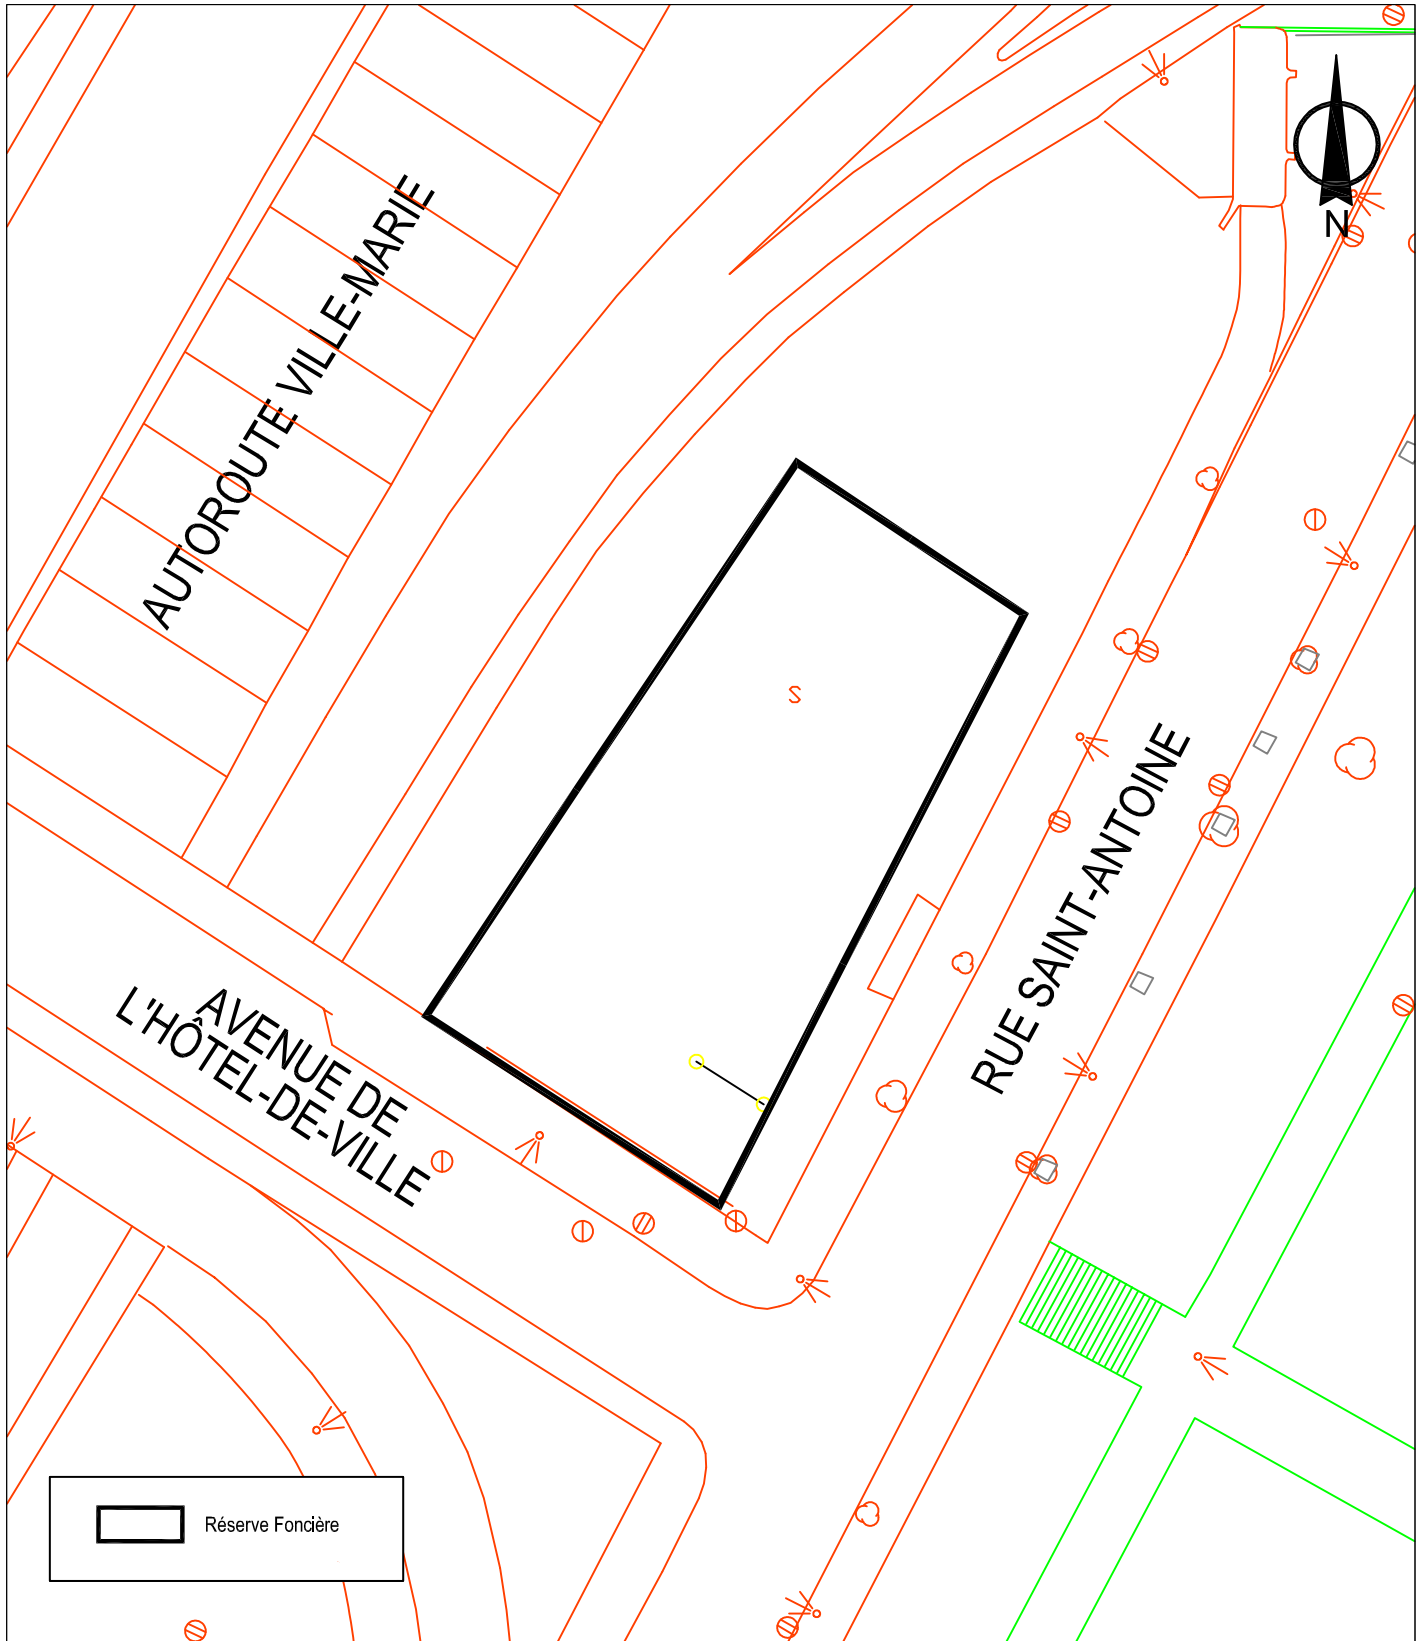 N
AUTOROUTE VILLE-MARIE
S
RUE SAINT-ANTOINE
AVENUE DE
L'HÔTEL-DE-VILLE
Réserve Foncière